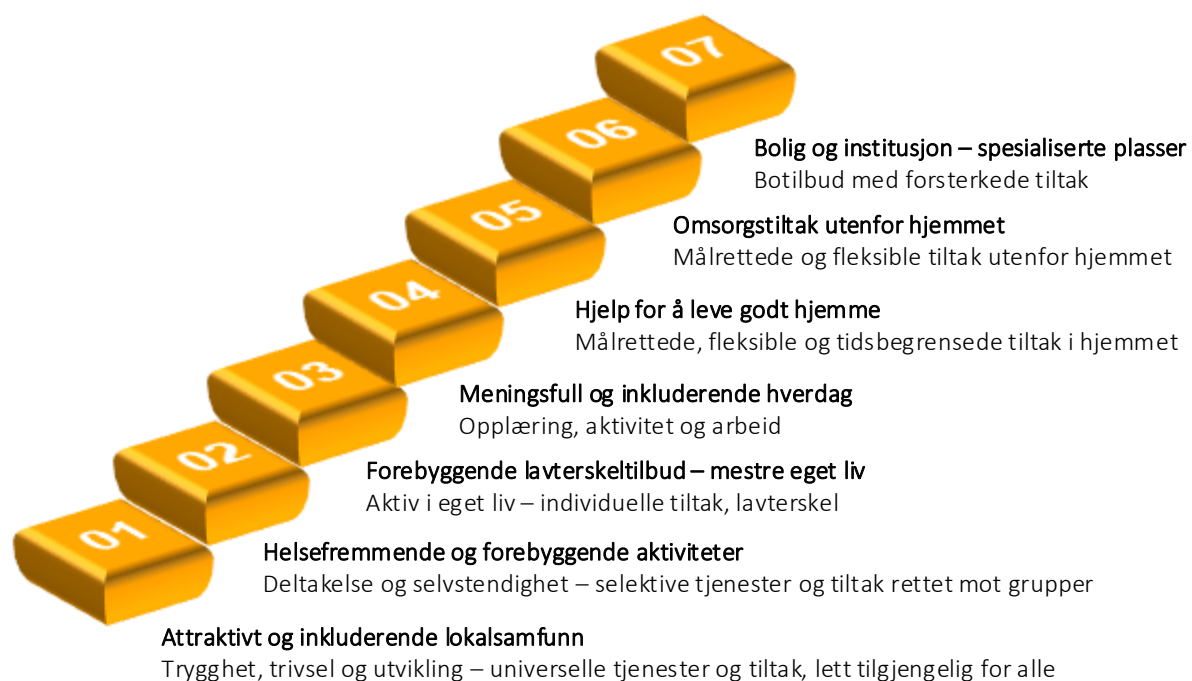 07
06
Bolig og institusjon – spesialiserte plasser
Botilbud med forsterkede tiltak
05
Omsorgstiltak utenfor hjemmet
Målrettede og fleksible tiltak utenfor hjemmet
04
Hjelp for å leve godt hjemme
Målrettede, fleksible og tidsbegrensede tiltak i hjemmet
03
Meningsfull og inkluderende hverdag
Opplæring, aktivitet og arbeid
02
Forebyggende lavterskeltilbud – mestre eget liv
Aktiv i eget liv – individuelle tiltak, lavterskel
01
Helsefremmende og forebyggende aktiviteter
Deltakelse og selvstendighet – selektive tjenester og tiltak rettet mot grupper
Attraktivt og inkluderende lokalsamfunn
Trygghet, trivsel og utvikling – universelle tjenester og tiltak, lett tilgjengelig for alle